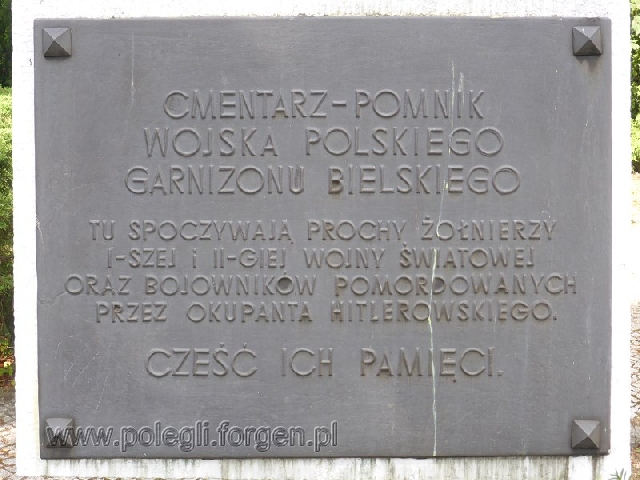 CMENTARZ-POMNIK
WOJSKA POLSKIEGO
GARNIZONU BIELSKIEGO
TU SPOCZYWAJĄ PROCHY ŻOŁNIERZY
I-SZEJ i II-GIEJ WOJNY ŚWIATOWEJ
ORAZ BOJOWNIKÓW POMORDOWANYCH
PRZEZ OKUPANTA HITLEROWSKIEGO.
CZEŚĆ ICH PAMIĘCI.
www.polegli.forgen.pl